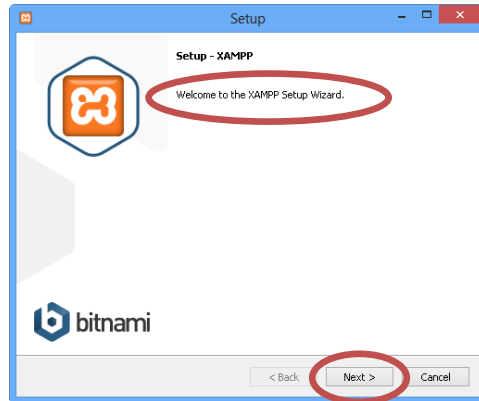 Setup
Setup - XAMPP
Welcome to the XAMPP Setup Wizard.
bitnami
< Back Next > Cancel